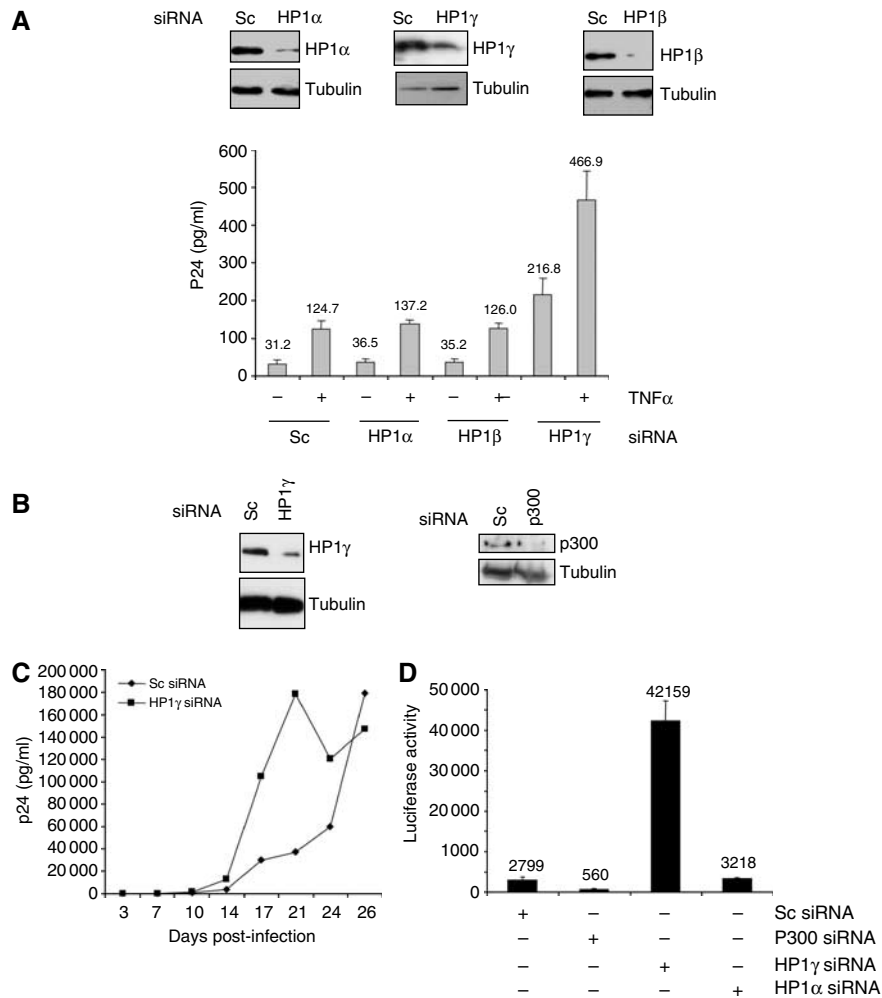 A
siRNA Sc HP1α Sc HP1γ Sc HP1β
HP1α HP1γ HP1β
Tubulin Tubulin Tubulin
P24 (pg/ml)
600
500
400
300
200
100
0
31.2 124.7 36.5 137.2 35.2 126.0 216.8 466.9
– + – + – +– +
TNFα
Sc HP1α HP1β HP1γ siRNA
B
siRNA Sc HP1γ
HP1γ
Tubulin
siRNA Sc p300
p300
Tubulin
C
p24 (pg/ml)
200 000
180 000
160 000
140 000
120 000
100 000
80 000
60 000
40 000
20 000
0
Sc siRNA
HP1γ siRNA
3 7 10 14 17 21 24 26
Days post-infection
D
Luciferase activity
50 000
40 000
30 000
20 000
1000
0
2799 560 42159 3218
+ – – – Sc siRNA
– + – – P300 siRNA
– – + – HP1γ siRNA
– – – + HP1α siRNA